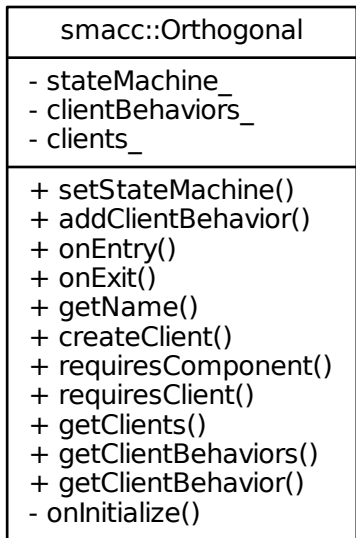 smacc::Orthogonal
- stateMachine_
- clientBehaviors_
- clients_
+ setStateMachine()
+ addClientBehavior()
+ onEntry()
+ onExit()
+ getName()
+ createClient()
+ requiresComponent()
+ requiresClient()
+ getClients()
+ getClientBehaviors()
+ getClientBehavior()
- onInitialize()